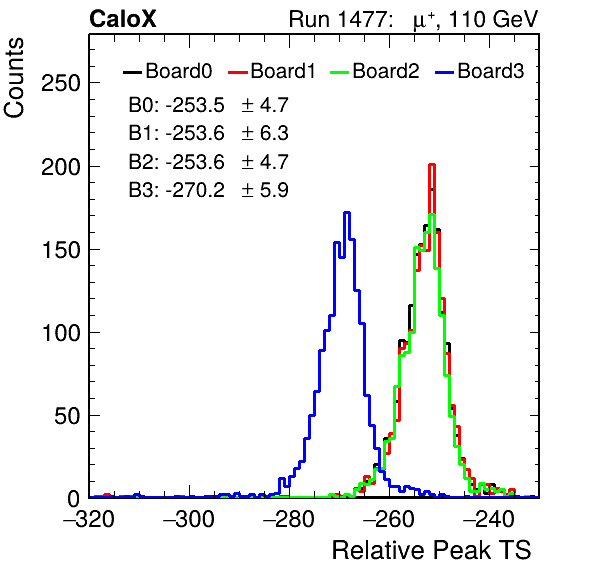 CaloX Run 1477: μ⁺, 110 GeV
Counts
250
200
150
100
50
0
Board0 Board1 Board2 Board3
B0: -253.5 ± 4.7
B1: -253.6 ± 6.3
B2: -253.6 ± 4.7
B3: -270.2 ± 5.9
−320 −300 −280 −260 −240
Relative Peak TS